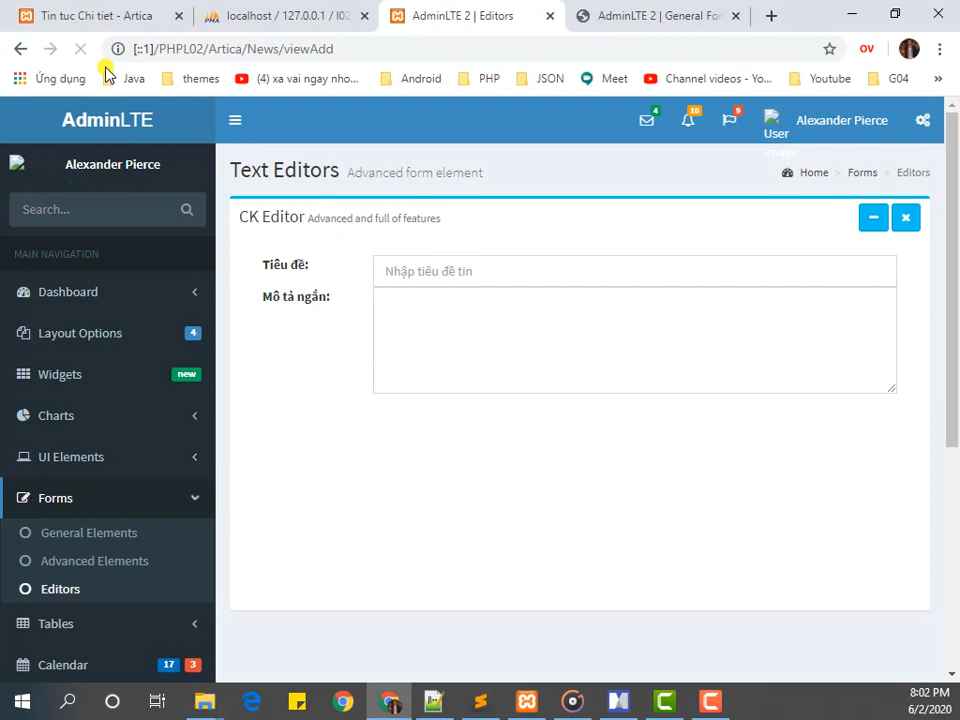 Tin tuc Chi tiet - Artica
localhost / 127.0.0.1 / l02
AdminLTE 2 | Editors
AdminLTE 2 | General For
[::1]/PHPL02/Artica/News/viewAdd
OV
Ứng dụng
Java
themes
(4) xa vai ngay nho...
Android
PHP
JSON
Meet
Channel videos - Yo...
Youtube
G04
»
AdminLTE
4
10
9
User
Image
Alexander Pierce
Alexander Pierce
Text Editors Advanced form element
Home > Forms > Editors
Search...
CK Editor Advanced and full of features
MAIN NAVIGATION
Tiêu đề:
Nhập tiêu đề tin
Mô tả ngắn:
Dashboard
Layout Options 4
Widgets new
Charts
UI Elements
Forms
General Elements
Advanced Elements
Editors
Tables
Calendar 17 3
8:02 PM
6/2/2020